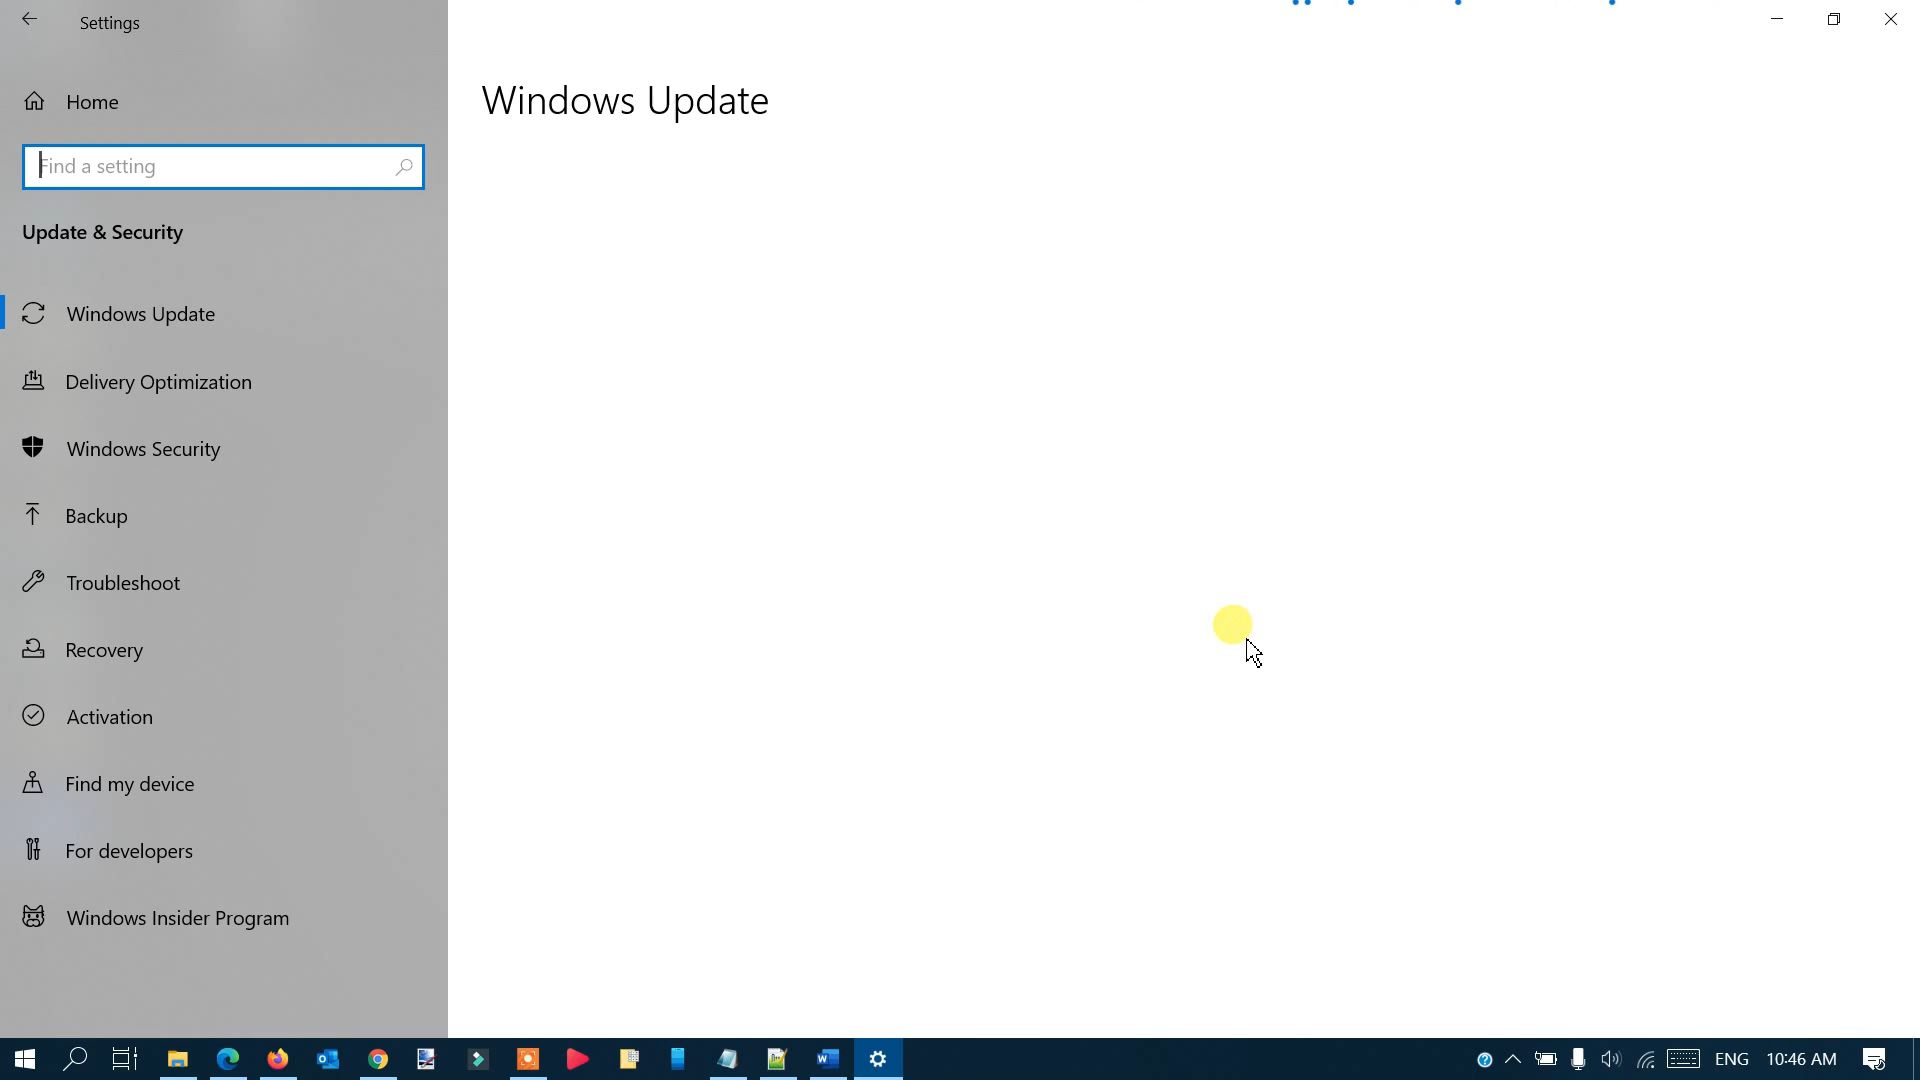 Settings
Home
Find a setting
Update & Security
Windows Update
Delivery Optimization
Windows Security
Backup
Troubleshoot
Recovery
Activation
Find my device
For developers
Windows Insider Program
Windows Update
ENG 10:46 AM